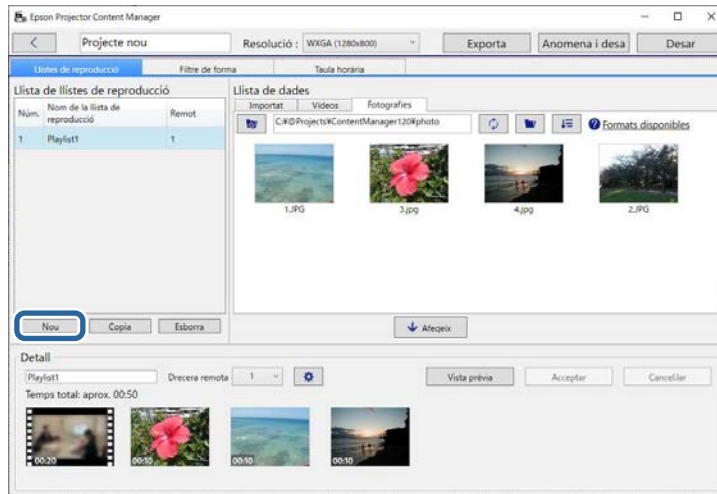 Epson Projector Content Manager
Projecte nou
Resolució : WXGA (1280x800)
Exporta
Anomena i desa
Desar
Llistes de reproducció
Filtre de forma
Taula horària
Llista de llistes de reproducció
Núm.
Nom de la llista de reproducció
Remot
1 Playlist1 1
Nou
Copia
Esborra
Llista de dades
Importat
Vídeos
Fotografies
C:¥@Projects¥ContentManager120¥photo
Formats disponibles
1.JPG
3.jpg
4.jpg
2.JPG
Afegeix
Detall
Playlist1
Drecera remota
1
Vista prèvia
Acceptar
Cancel.lar
Temps total: aprox. 00:50
00:20
00:10
00:10
00:10